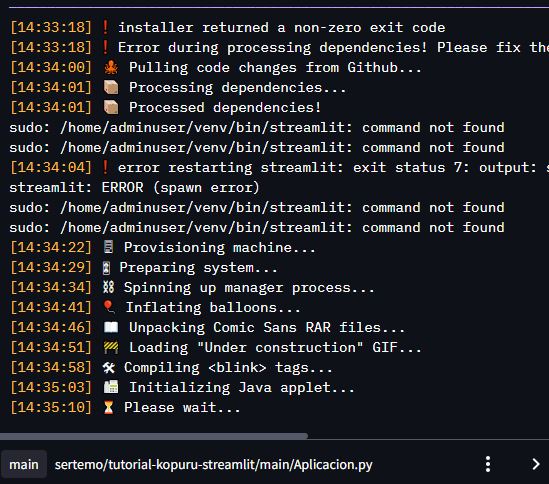 [14:33:18] ❗ installer returned a non-zero exit code
[14:33:18] ❗ Error during processing dependencies! Please fix the
[14:34:00] 🐙 Pulling code changes from Github...
[14:34:01] 📦 Processing dependencies...
[14:34:01] 📦 Processed dependencies!
sudo: /home/adminuser/venv/bin/streamlit: command not found
sudo: /home/adminuser/venv/bin/streamlit: command not found
[14:34:04] ❗ error restarting streamlit: exit status 7: output: s
streamlit: ERROR (spawn error)
sudo: /home/adminuser/venv/bin/streamlit: command not found
sudo: /home/adminuser/venv/bin/streamlit: command not found
[14:34:22] 🖥 Provisioning machine...
[14:34:29] 🎛 Preparing system...
[14:34:34] ⛓ Spinning up manager process...
[14:34:41] 🎈 Inflating balloons...
[14:34:46] 📖 Unpacking Comic Sans RAR files...
[14:34:51] 🚧 Loading "Under construction" GIF...
[14:34:58] 🛠 Compiling <blink> tags...
[14:35:03] 📠 Initializing Java applet...
[14:35:10] ⏳ Please wait...
main sertemo/tutorial-kopuru-streamlit/main/Aplicacion.py